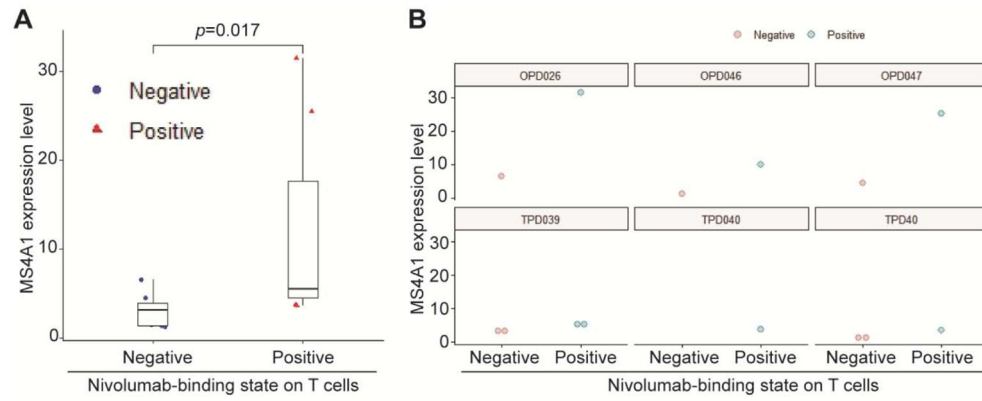 A
p=0.017
MS4A1 expression level
30
20
10
0
Negative
Positive
Negative
Positive
Nivolumab-binding state on T cells
B
Negative
Positive
MS4A1 expression level
OPD026
OPD046
OPD047
30
20
10
0
TPD039
TPD040
TPD40
30
20
10
0
Negative
Positive
Negative
Positive
Negative
Positive
Nivolumab-binding state on T cells